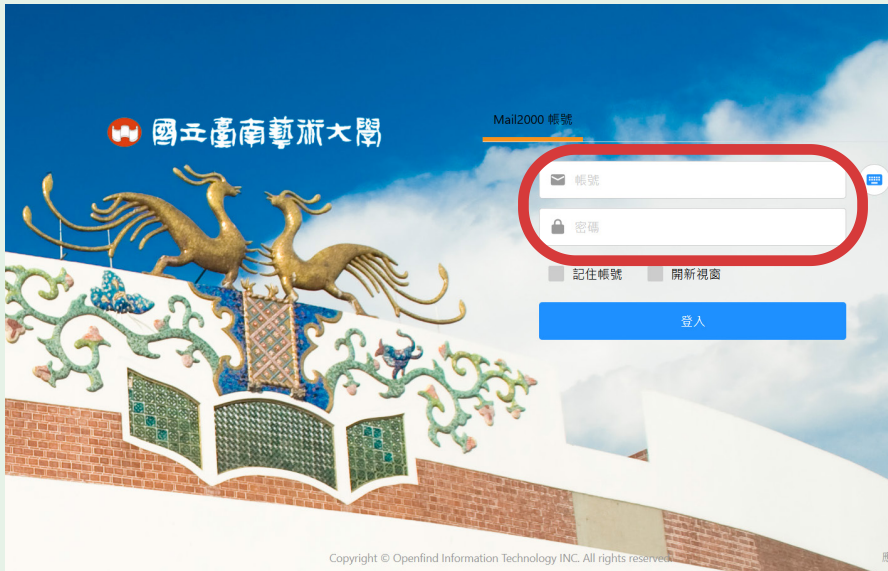 國立臺南藝術大學
Mail2000 帳號
帳號
密碼
記住帳號 開新視窗
登入
Copyright © Openfind Information Technology INC. All rights reserved.